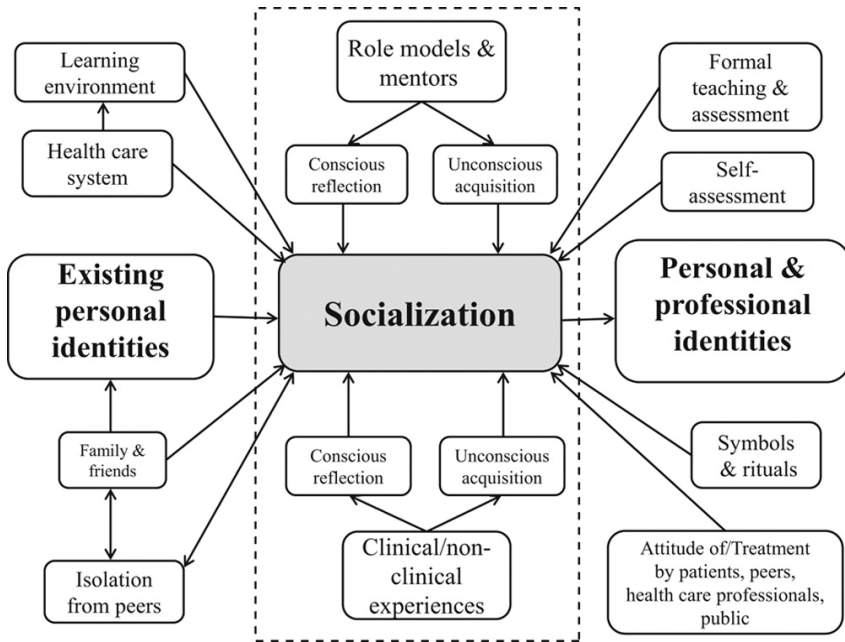 Learning
environment
Health care
system
Role models &
mentors
Conscious
reflection
Unconscious
acquisition
Formal
teaching &
assessment
Self-
assessment
Existing
personal
identities
Socialization
Personal &
professional
identities
Family &
friends
Isolation
from peers
Conscious
reflection
Unconscious
acquisition
Clinical/non-
clinical
experiences
Symbols
& rituals
Attitude of/Treatment
by patients, peers,
health care professionals,
public